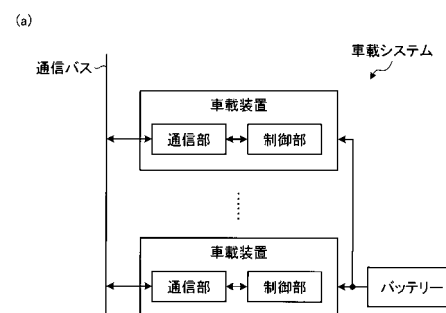 (a)
車載システム
通信バス
車載装置
通信部
制御部
車載装置
通信部
制御部
バッテリー